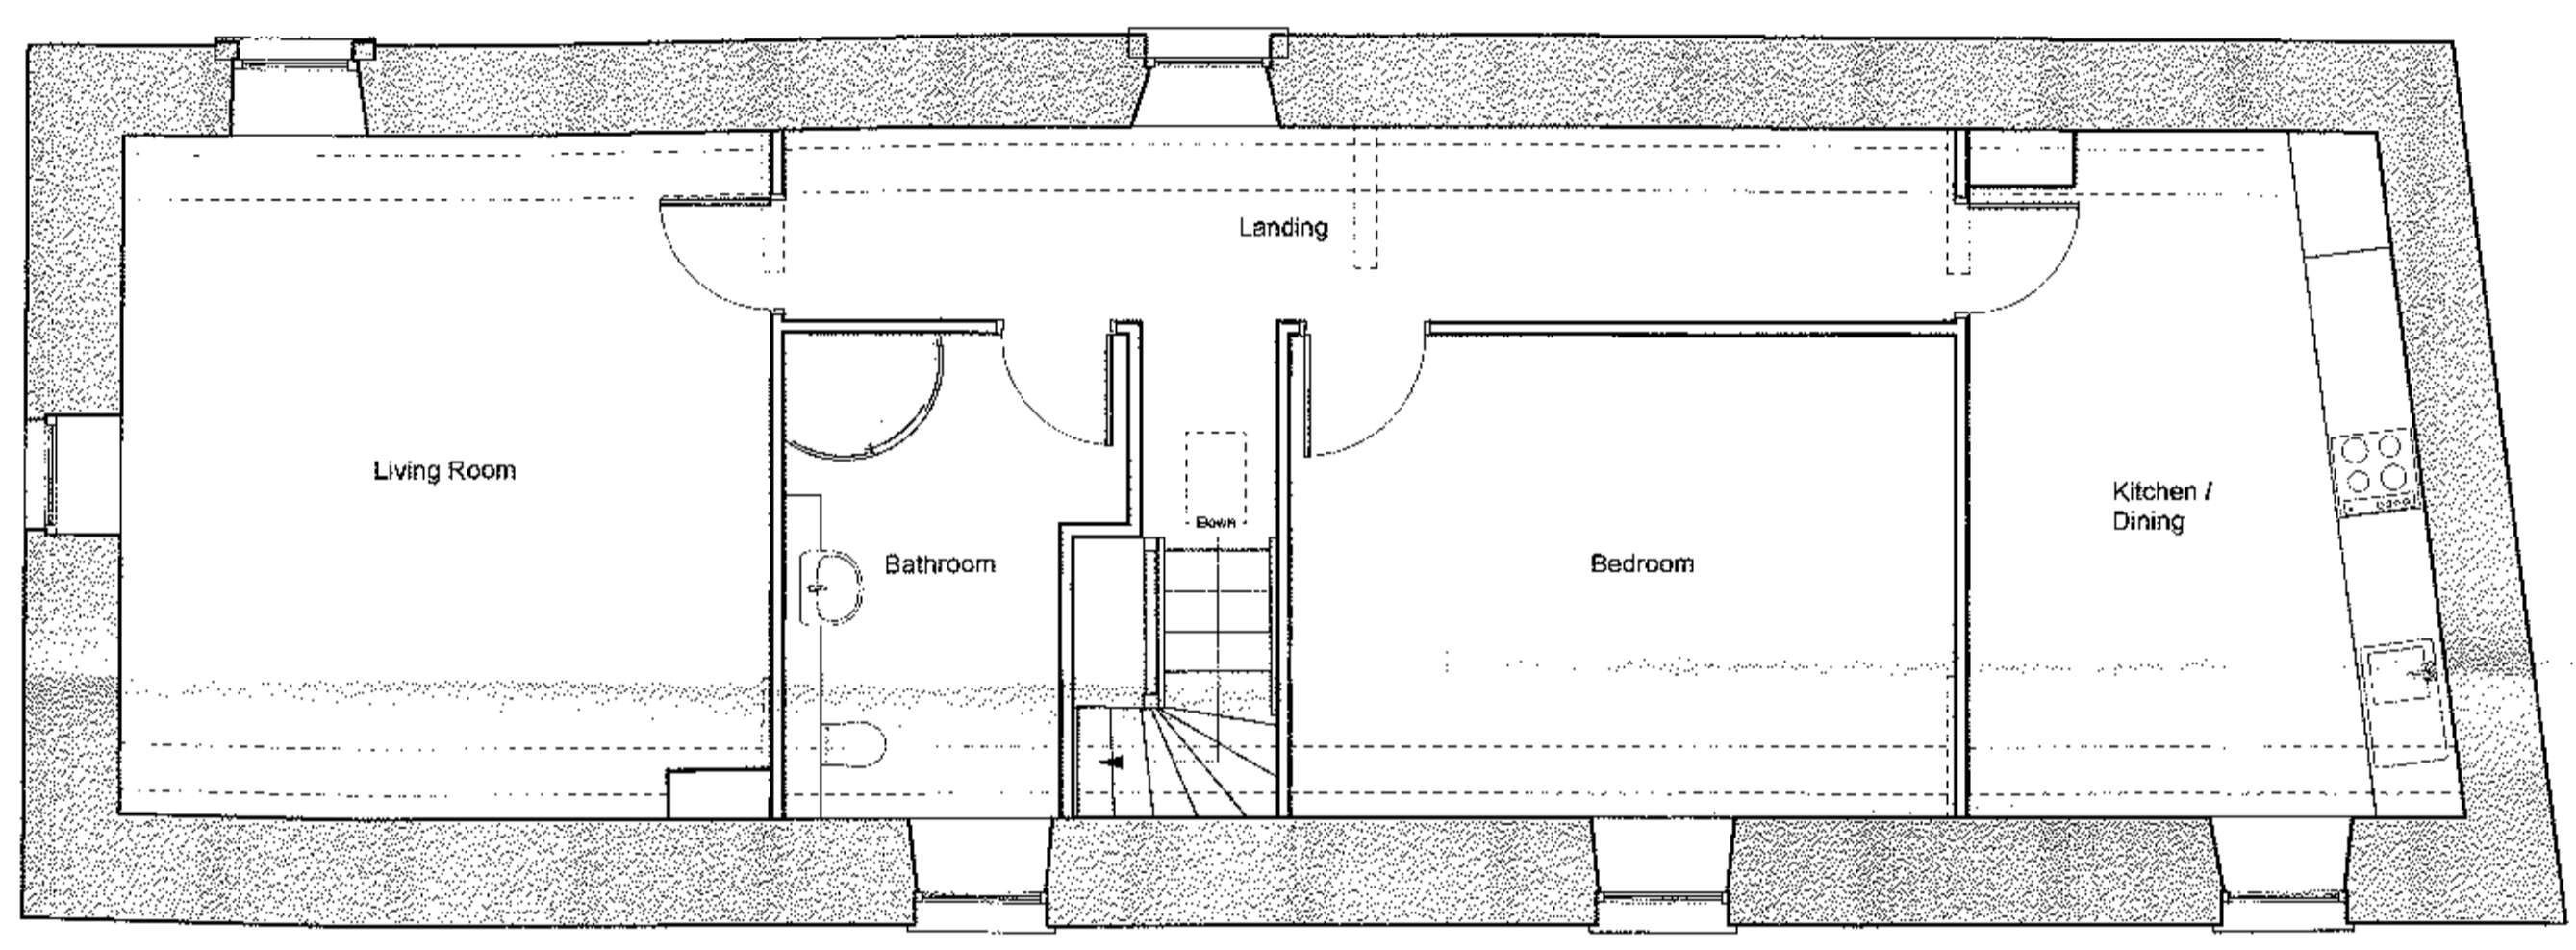 Landing
Living Room
Kitchen /
Dining
Down
Bathroom
Bedroom